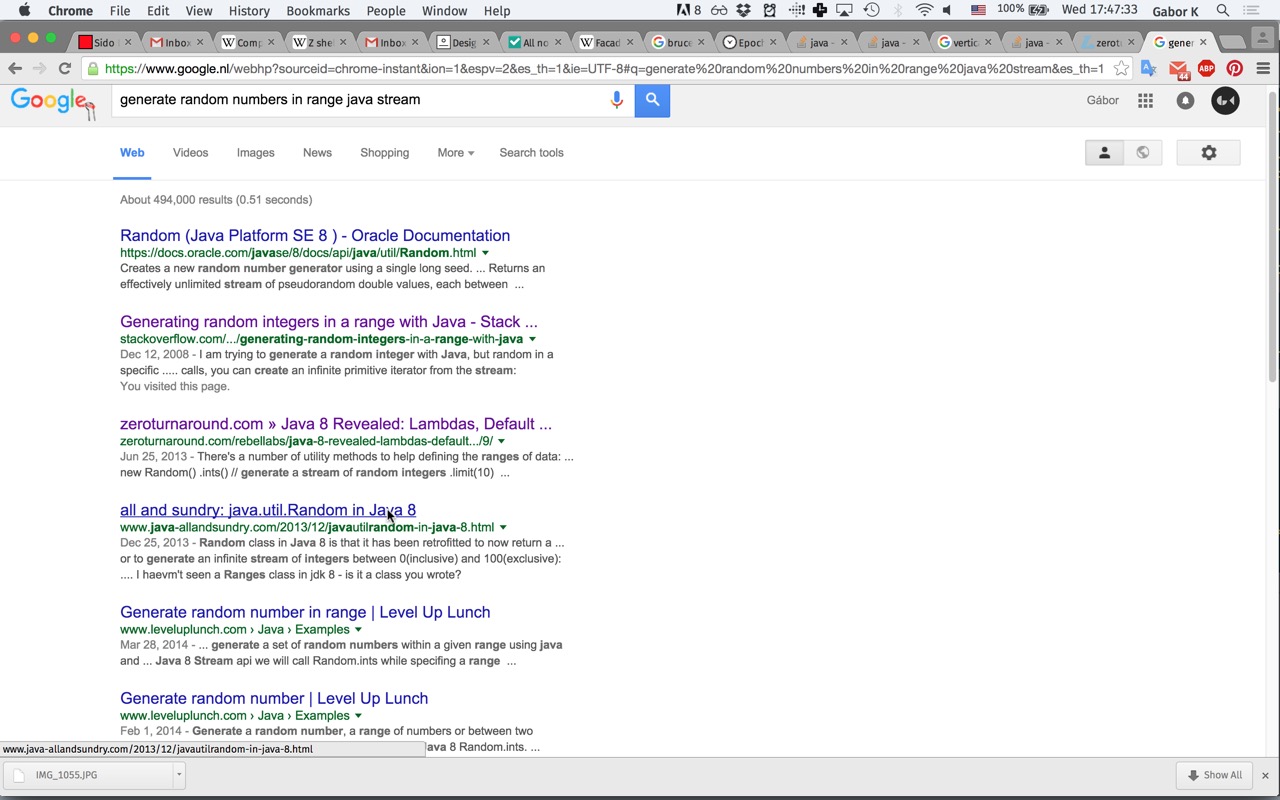 Chrome File Edit View History Bookmarks People Window Help 8 100% Wed 17:47:33 Gabor K
Sido Inbox Comp Z she Inbox Desig All no Facad bruce Epoch java - java - vertic java - zerot gener
https://www.google.nl/webhp?sourceid=chrome-instant&ion=1&espv=2&es_th=1&ie=UTF-8#q=generate%20random%20numbers%20in%20range%20java%20stream&es_th=1 44 ABP
Google generate random numbers in range java stream Gábor
Web Videos Images News Shopping More Search tools
About 494,000 results (0.51 seconds)
Random (Java Platform SE 8 ) - Oracle Documentation
https://docs.oracle.com/javase/8/docs/api/java/util/Random.html
Creates a new random number generator using a single long seed. ... Returns an
effectively unlimited stream of pseudorandom double values, each between ...
Generating random integers in a range with Java - Stack ...
stackoverflow.com/.../generating-random-integers-in-a-range-with-java
Dec 12, 2008 - I am trying to generate a random integer with Java, but random in a
specific ..... calls, you can create an infinite primitive iterator from the stream:
You visited this page.
zeroturnaround.com » Java 8 Revealed: Lambdas, Default ...
zeroturnaround.com/rebellabs/java-8-revealed-lambdas-default.../9/
Jun 25, 2013 - There's a number of utility methods to help defining the ranges of data: ...
new Random() .ints() // generate a stream of random integers .limit(10) ...
all and sundry: java.util.Random in Java 8
www.java-allandsundry.com/2013/12/javautilrandom-in-java-8.html
Dec 25, 2013 - Random class in Java 8 is that it has been retrofitted to now return a ...
or to generate an infinite stream of integers between 0(inclusive) and 100(exclusive):
.... I haevm't seen a Ranges class in jdk 8 - is it a class you wrote?
Generate random number in range | Level Up Lunch
www.leveluplunch.com › Java › Examples
Mar 28, 2014 - ... generate a set of random numbers within a given range using java
and ... Java 8 Stream api we will call Random.ints while specifing a range ...
Generate random number | Level Up Lunch
www.leveluplunch.com › Java › Examples
Feb 1, 2014 - Generate a random number, a range of numbers or between two
ava 8 Random.ints. ...
www.java-allandsundry.com/2013/12/javautilrandom-in-java-8.html
IMG_1055.JPG Show All